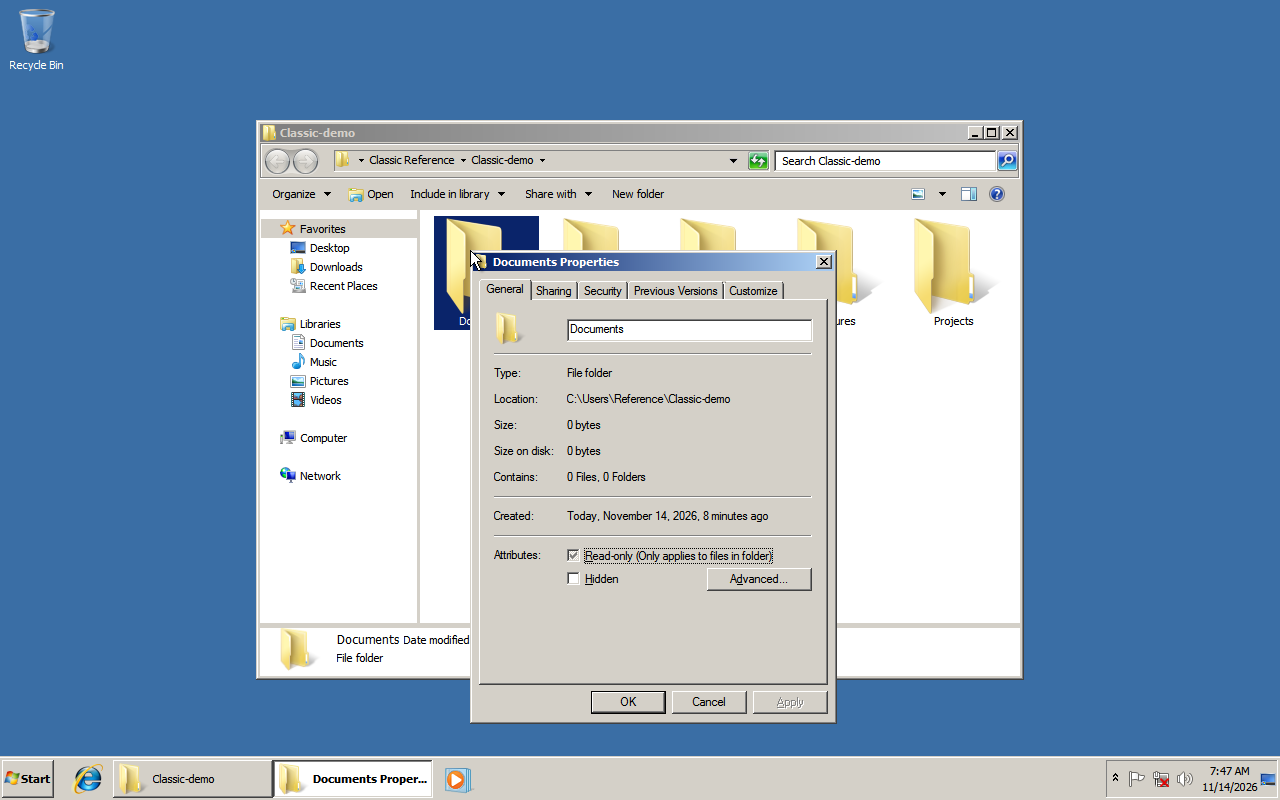 Recycle Bin
Classic-demo
Classic Reference Classic-demo
Search Classic-demo
Organize Open Include in library Share with New folder
Favorites
Desktop
Downloads
Recent Places
Libraries
Documents
Music
Pictures
Videos
Computer
Network
Projects
Documents Properties
General Sharing Security Previous Versions Customize
Documents
Type: File folder
Location: C:\Users\Reference\Classic-demo
Size: 0 bytes
Size on disk: 0 bytes
Contains: 0 Files, 0 Folders
Created: Today, November 14, 2026, 8 minutes ago
Attributes: Read-only (Only applies to files in folder)
Hidden Advanced...
OK Cancel Apply
Documents Date modified
File folder
Start Classic-demo Documents Proper...
7:47 AM
11/14/2026